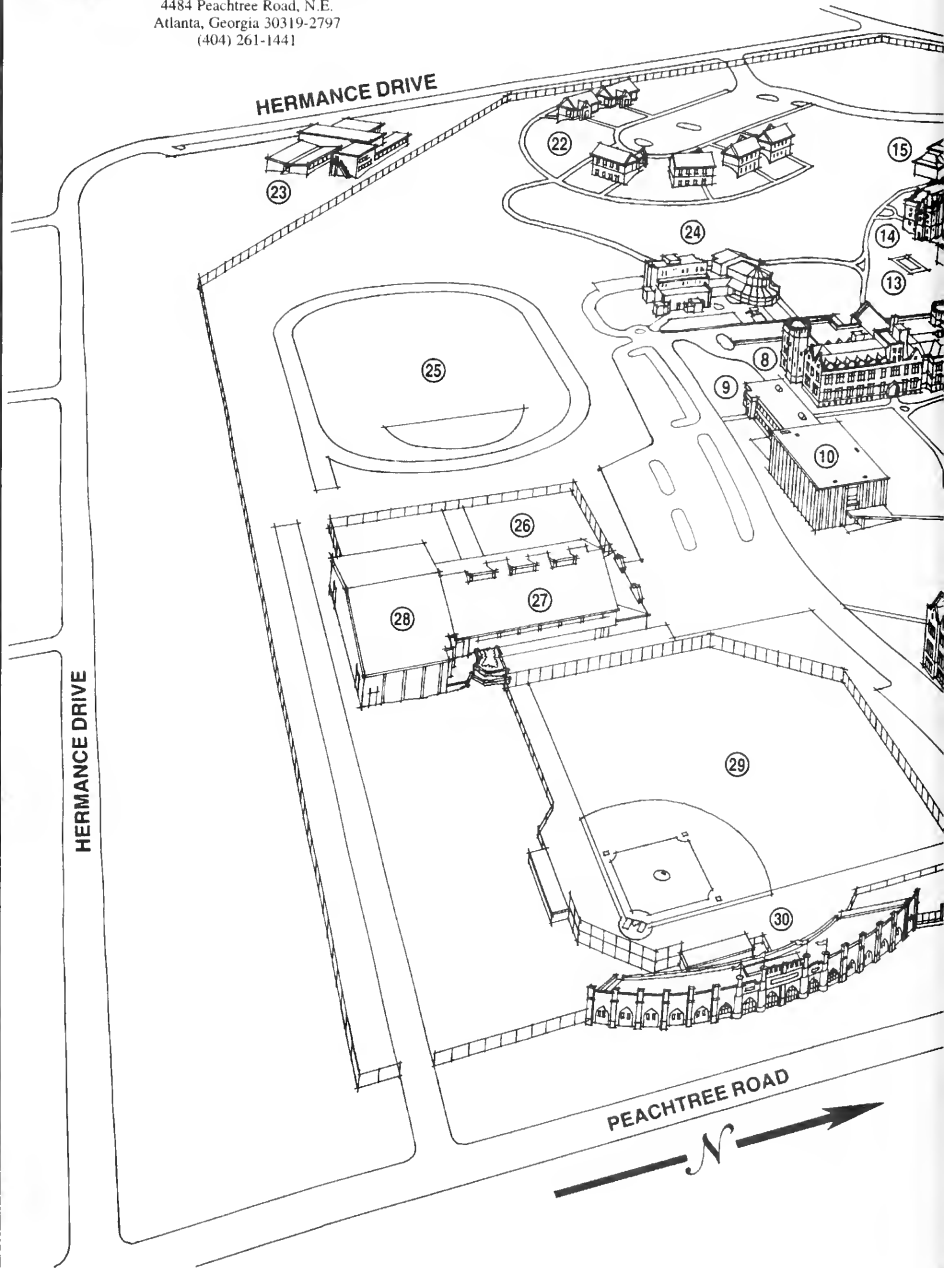 4484 Peachtree Road, N.E.
Atlanta, Georgia 30319-2797
(404) 261-1441
HERMANCE DRIVE
22
15
23
14
24
13
8
25
9
10
26
27
28
HERMANCE DRIVE
29
30
PEACHTREE ROAD
N